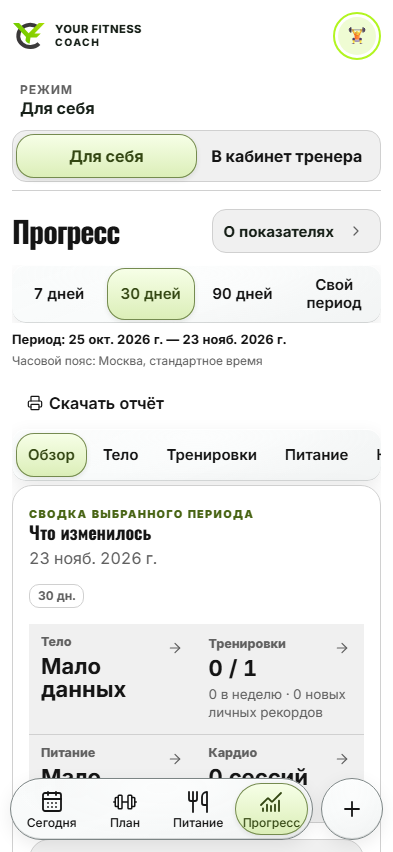 YOUR FITNESS
COACH
РЕЖИМ
Для себя
Для себя
В кабинет тренера
Прогресс
О показателях
7 дней
30 дней
90 дней
Свой
период
Период: 25 окт. 2026 г. — 23 нояб. 2026 г.
Часовой пояс: Москва, стандартное время
Скачать отчёт
Обзор
Тело
Тренировки
Питание
СВОДКА ВЫБРАННОГО ПЕРИОДА
Что изменилось
23 нояб. 2026 г.
30 дн.
Тело
Мало
данных
Тренировки
0 / 1
0 в неделю · 0 новых
личных рекордов
Питание
Мало
Кардио
0 сессий
Сегодня
План
Питание
Прогресс